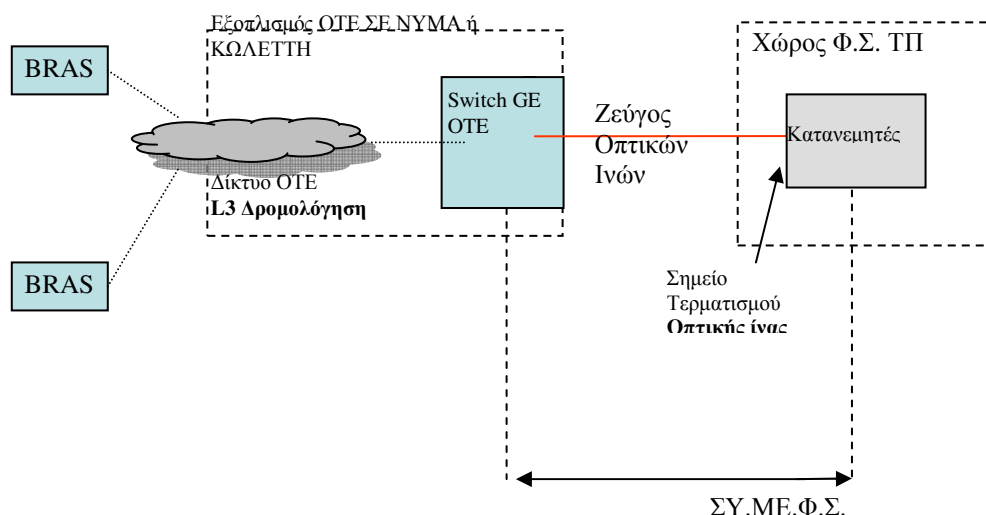 Εξοπλισμός ΟΤΕ ΣΕ ΝΥΜΑ ή
ΚΩΛΕΤΤΗ
BRAS
Switch GE
ΟΤΕ
Ζεύγος
Οπτικών
Ινών
Χώρος Φ.Σ. ΤΠ
Κατανεμητές
Δίκτυο ΟΤΕ
L3 Δρομολόγηση
BRAS
Σημείο
Τερματισμού
Οπτικής ίνας
ΣΥ.ΜΕ.Φ.Σ.